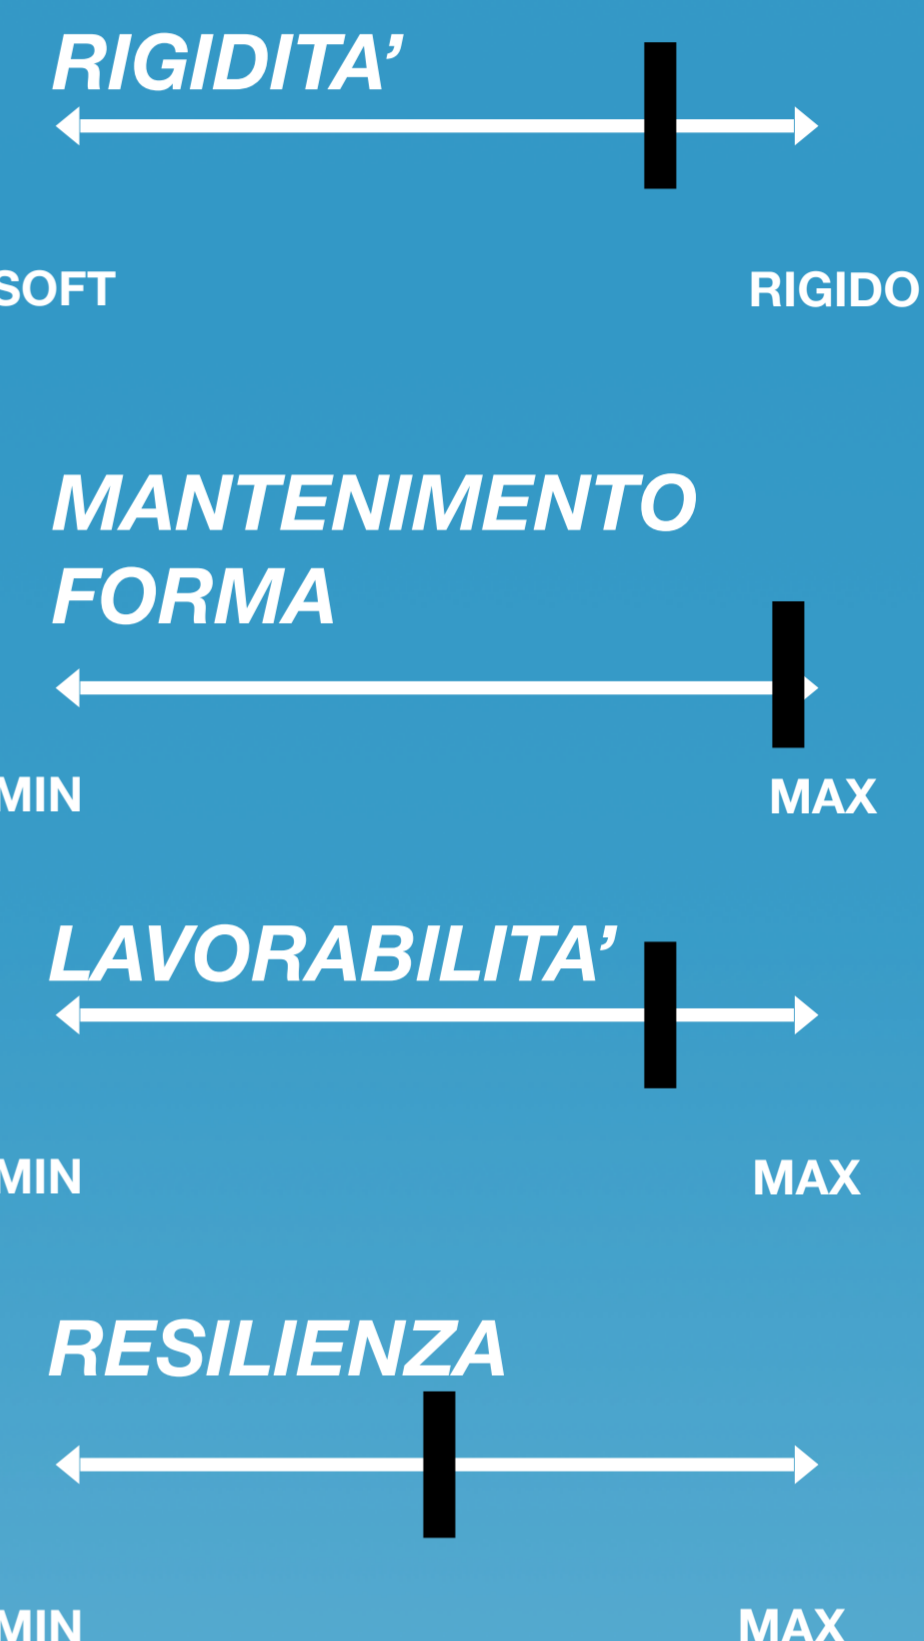 RIGIDITA’
SOFT RIGIDO
MANTENIMENTO
FORMA
MIN MAX
LAVORABILITA’
MIN MAX
RESILIENZA
MIN MAX